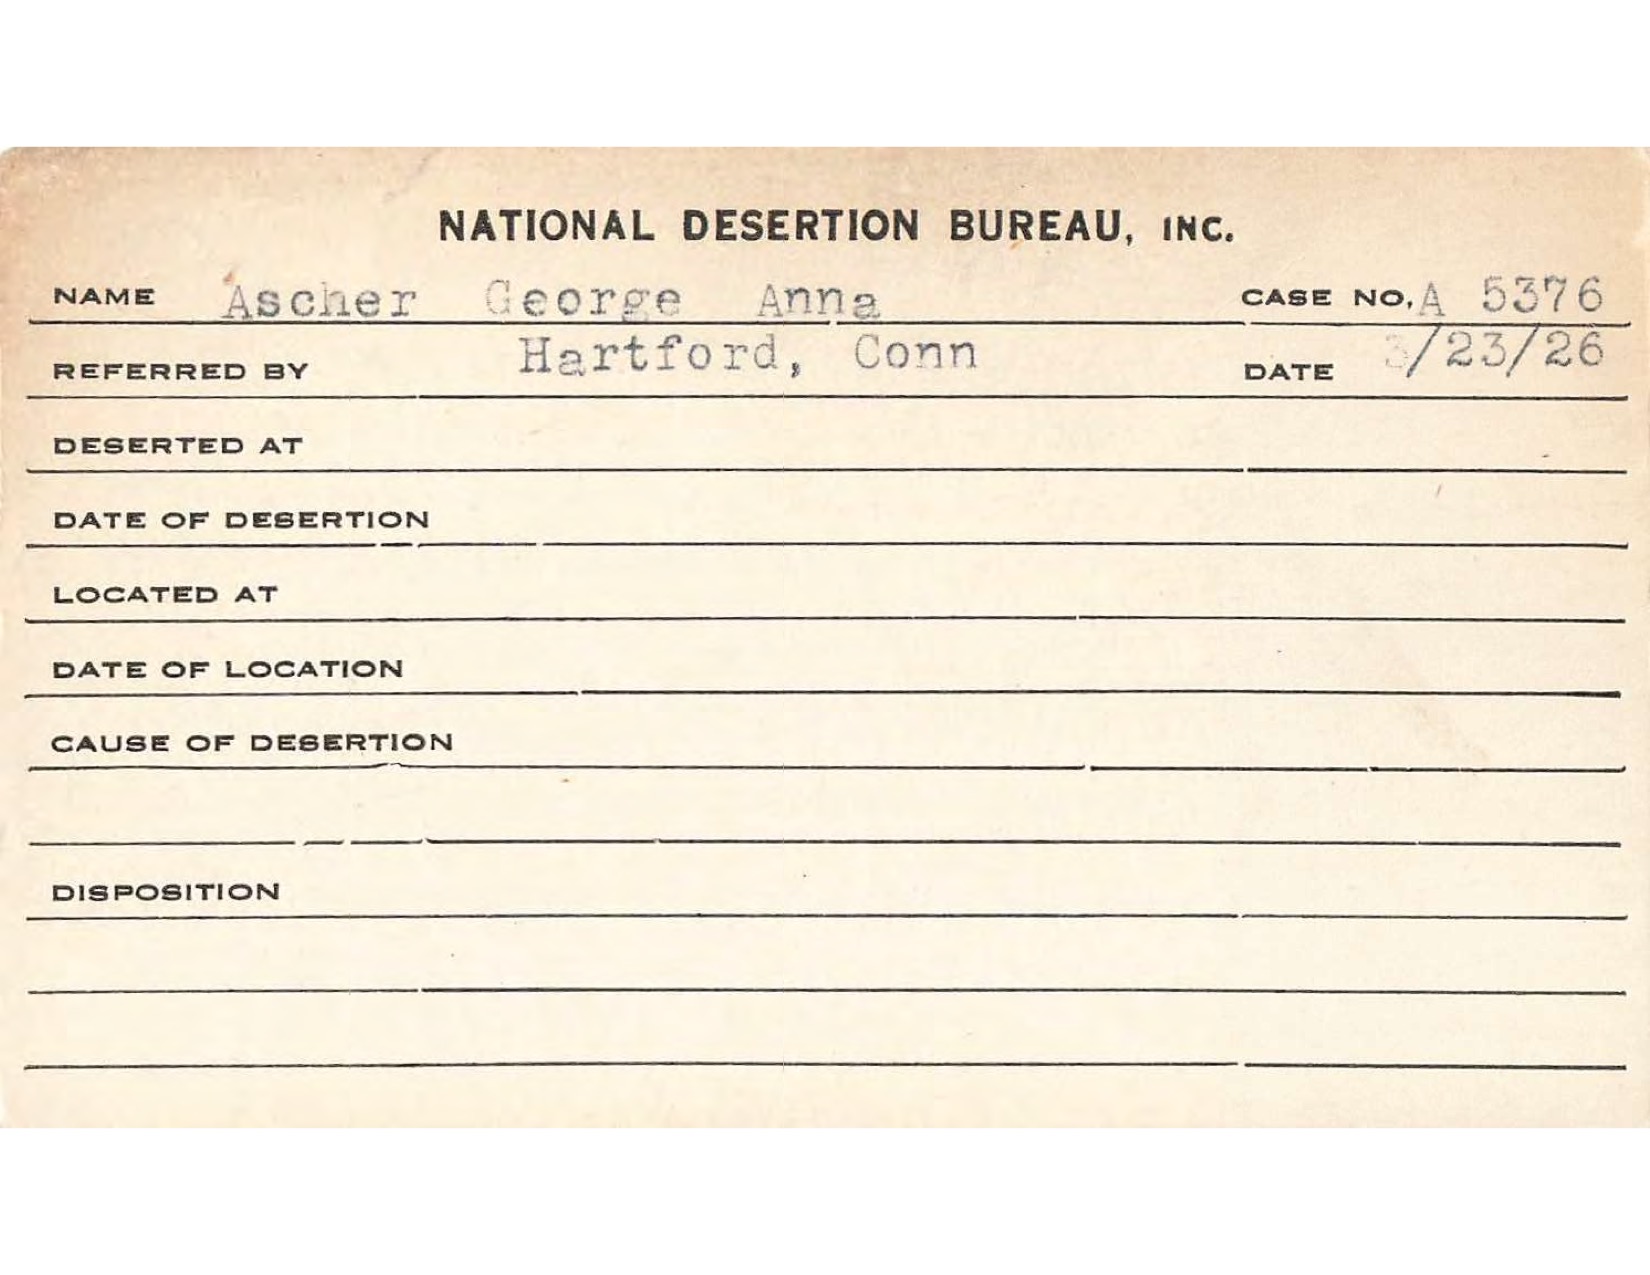 NATIONAL DESERTION BUREAU, INC.
NAME Ascher George Anna CASE NO. A 5376
REFERRED BY Hartford, Conn DATE 3/23/26
DESERTED AT
DATE OF DESERTION
LOCATED AT
DATE OF LOCATION
CAUSE OF DESERTION
DISPOSITION